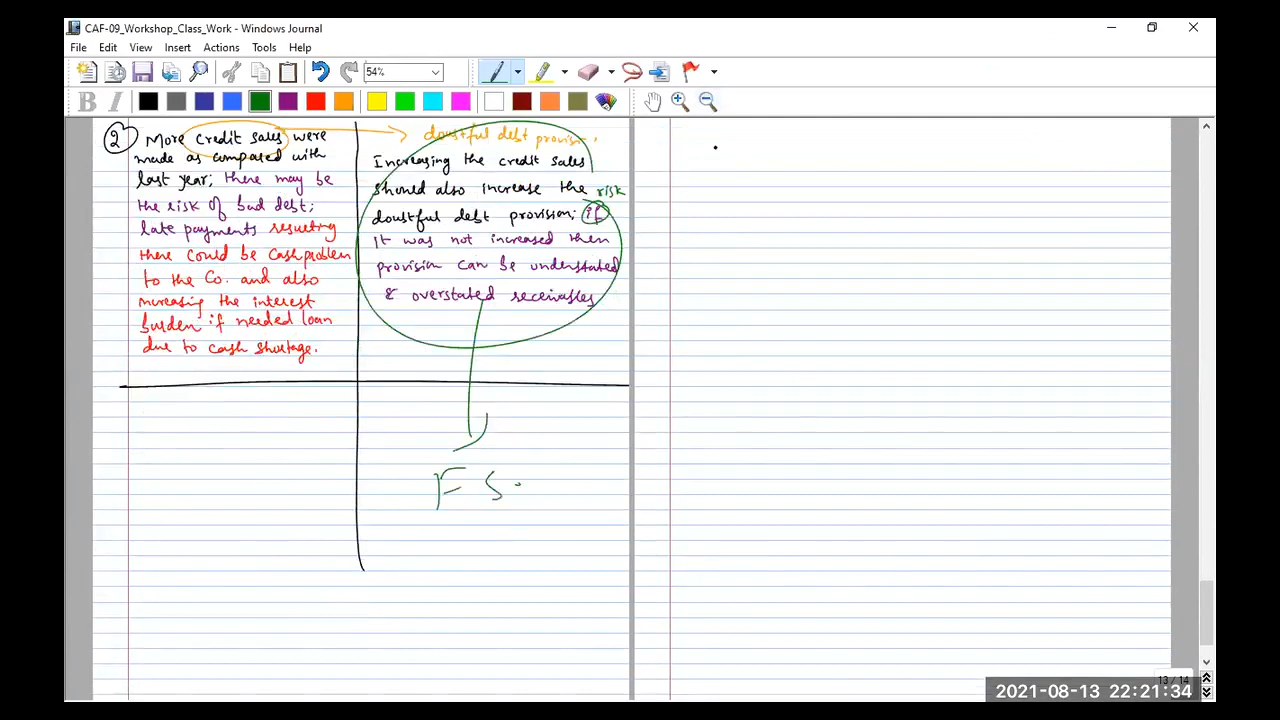 CAF-09_Workshop_Class_Work - Windows Journal
File Edit View Insert Actions Tools Help
54%
B I
2 More credit sales were
made as compared with
last year; there may be
the risk of bad debt;
late payments resulting
there could be cash problem
to the Co. and also
increasing the interest
burden if needed loan
due to cash shortage.
doubtful debt provision.
Increasing the credit sales
should also increase the risk
doubtful debt provision; if
it was not increased then
provision can be understated
& overstated receivables
F S.
13 / 14
2021-08-13 22:21:34